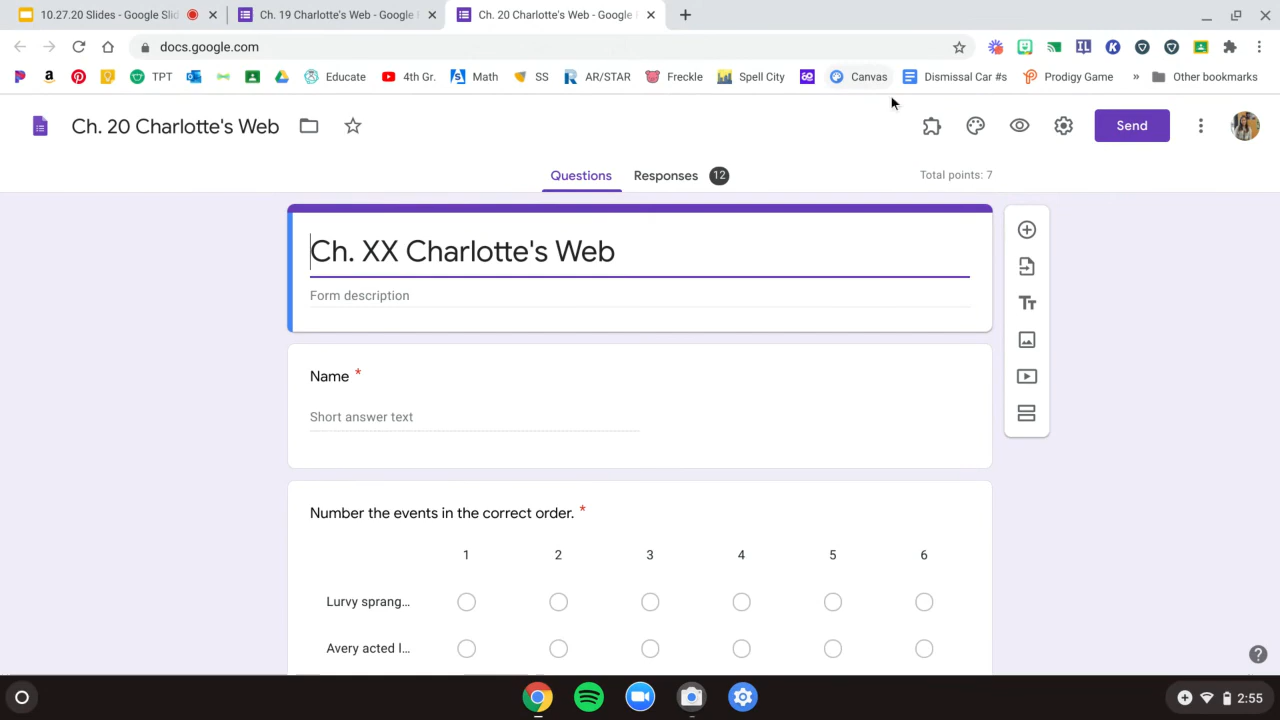 10.27.20 Slides - Google Slid
Ch. 19 Charlotte's Web - Google
Ch. 20 Charlotte's Web - Google
docs.google.com
TPT
Educate
4th Gr.
Math
SS
AR/STAR
Freckle
Spell City
Canvas
Dismissal Car #s
Prodigy Game
»
Other bookmarks
Ch. 20 Charlotte's Web
Send
Questions
Responses 12
Total points: 7
Ch. XX Charlotte's Web
Form description
Name *
Short answer text
Number the events in the correct order. *
1 2 3 4 5 6
Lurvy sprang...
Avery acted l...
2:55